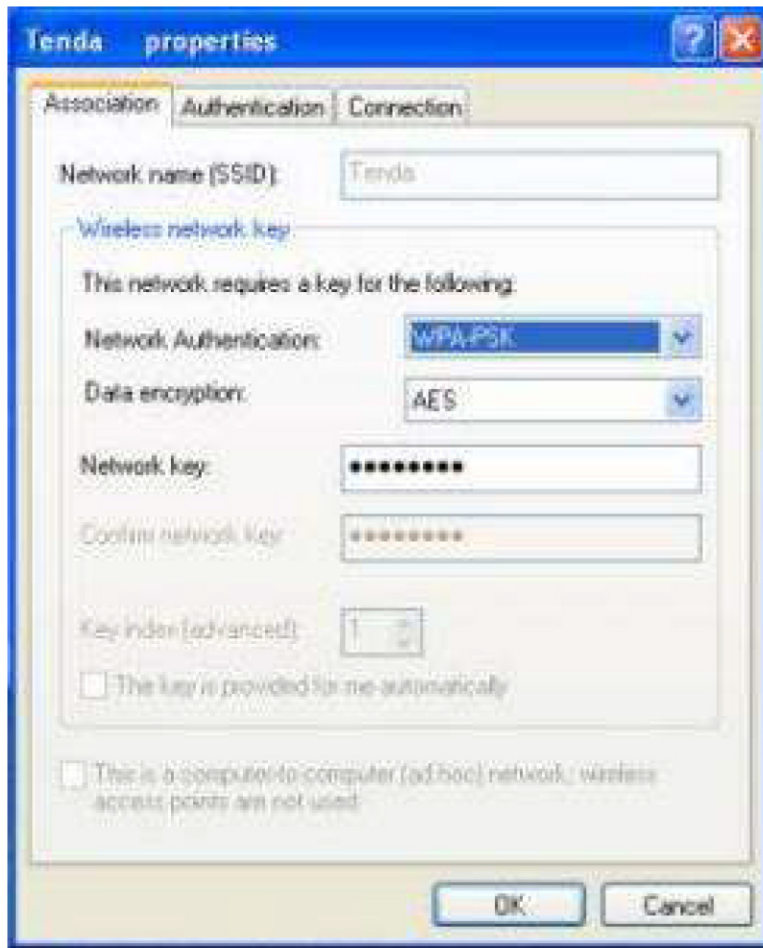 Tenda properties
Association Authentication Connection
Network name (SSID): Tenda
Wireless network key
This network requires a key for the following:
Network Authentication: WPA-PSK
Data encryption: AES
Network key: ••••••••
Confirm network key: ••••••••
Key index (advanced): 1
The key is provided for me automatically
This is a computer-to-computer (ad hoc) network; wireless
access points are not used
OK Cancel